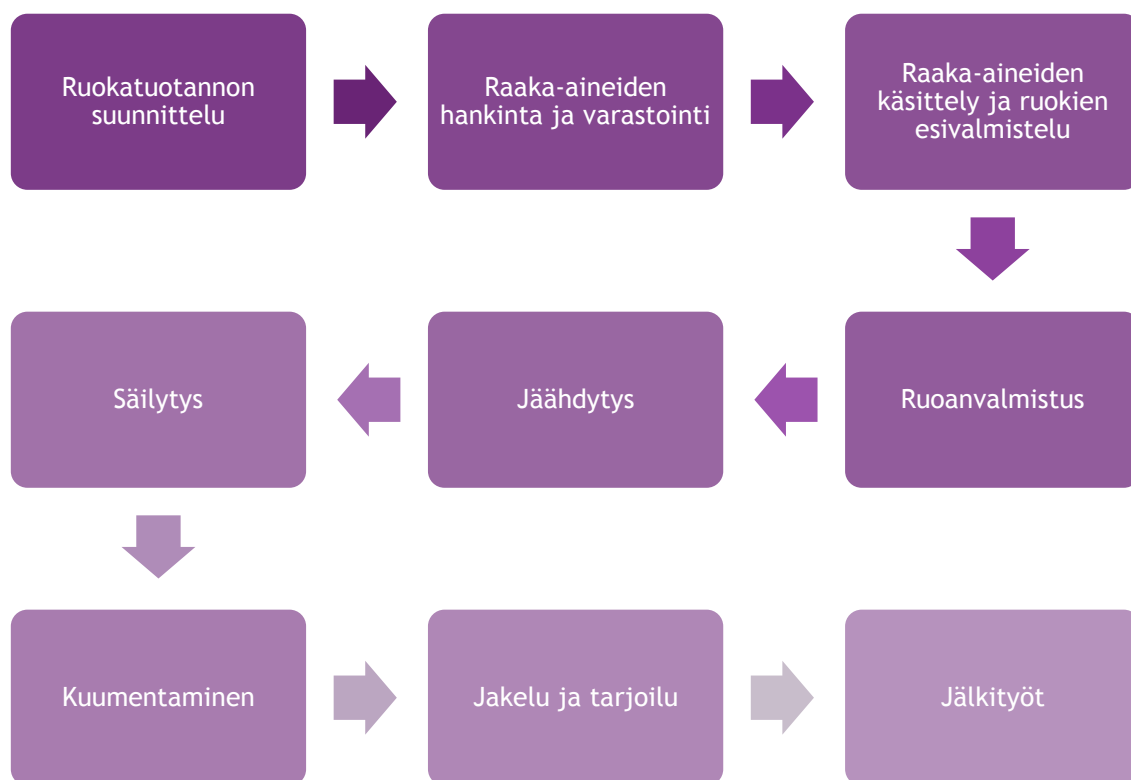 Ruokatuotannon
suunnittelu
Raaka-aineiden
hankinta ja varastointi
Raaka-aineiden
käsittely ja ruokien
esivalmistelu
Ruoanvalmistus
Jäähdytys
Säilytys
Kuumentaminen
Jakelu ja tarjoilu
Jälkityöt